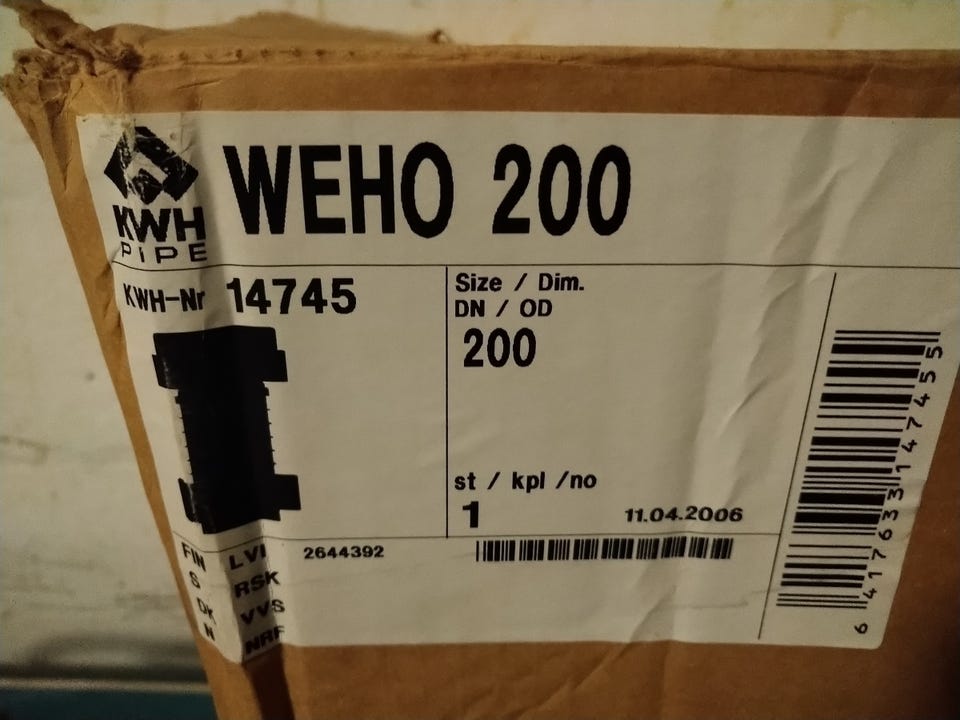 WEHO 200
KWH
PIPE
KWH-Nr 14745
Size / Dim.
DN / OD
200
st / kpl /no
1 11.04.2006
FIN LVI 2644392
S RSK
DK VVS
N NRF
6 417633 147455